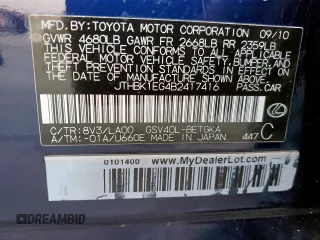 MFD. BY: TOYOTA MOTOR CORPORATION 09/10
GVWR 4680LB GAWR FR 2668LB RR 2359LB
THIS VEHICLE CONFORMS TO ALL APPLICABLE
FEDERAL MOTOR VEHICLE SAFETY, BUMPER, AND
THEFT PREVENTION STANDARDS IN EFFECT ON
THE DATE OF MANUFACTURE SHOWN ABOVE.
JTHBK1EG4B2417416 PASS. CAR
C/TR: 8V3/LA00 GSV40L-BETGKA
A/TM: -01A/U660E MADE IN JAPAN 447 C
0101400 www.MyDealerLot.com
DREAMBID